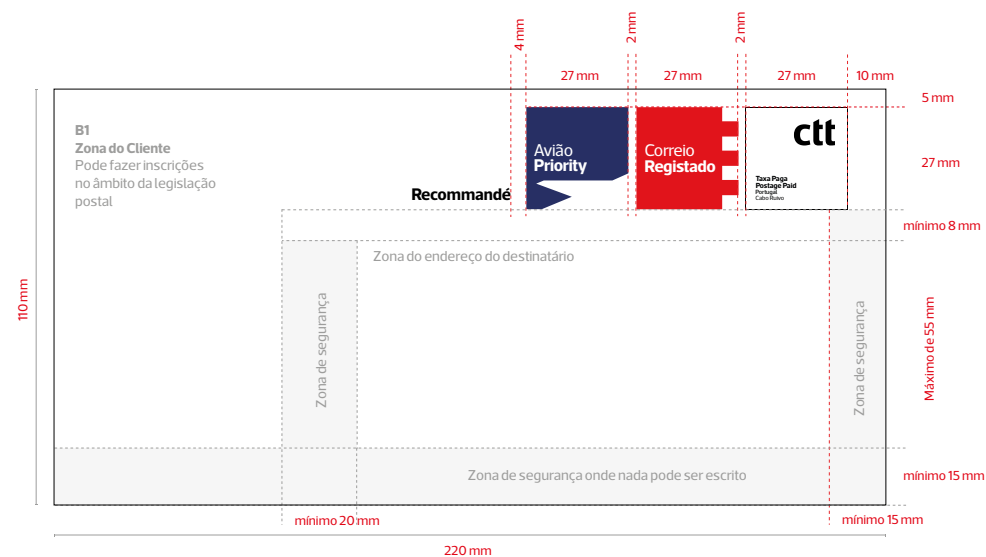 4 mm
2 mm
2 mm
27 mm
27 mm
27 mm
10 mm
5 mm
B1
Zona do Cliente
Pode fazer inscrições
no âmbito da legislação
postal
Recommandé
Avião
Priority
Correio
Registado
ctt
Taxa Paga
Postage Paid
Portugal
Cabo Ruivo
27 mm
mínimo 8 mm
Zona do endereço do destinatário
110 mm
Zona de segurança
Zona de segurança
Máximo de 55 mm
Zona de segurança onde nada pode ser escrito
mínimo 15 mm
mínimo 20 mm
mínimo 15 mm
220 mm